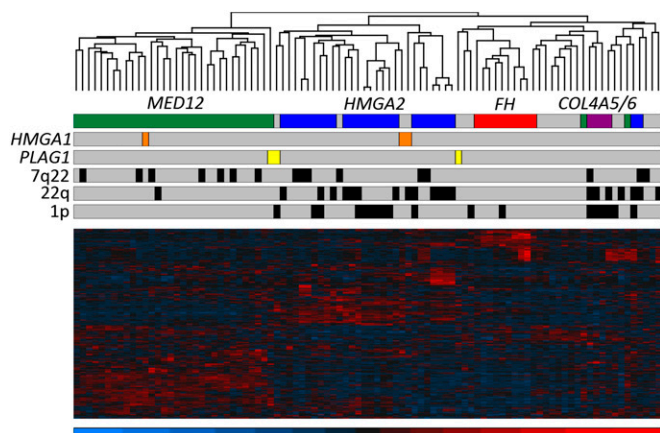 MED12 HMGA2 FH COL4A5/6
HMGA1
PLAG1
7q22
22q
1p